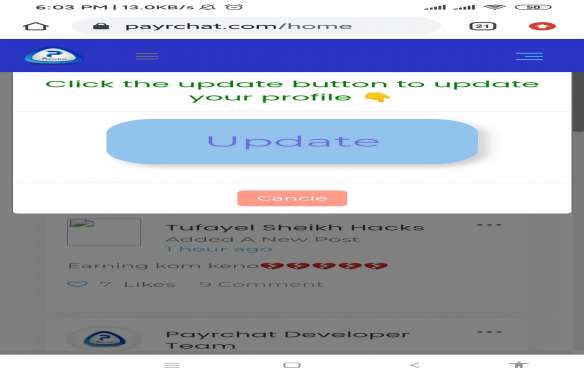 6:03 PM | 13.0KB/s
50
payrchat.com/home
21
Click the update button to update
your profile 👇
Update
Cancle
Tufayel Sheikh Hacks
Added A New Post
1 hour ago
Earning kom keno💔💔💔💔💔
7 Likes 9 Comment
Payrchat Developer
Team